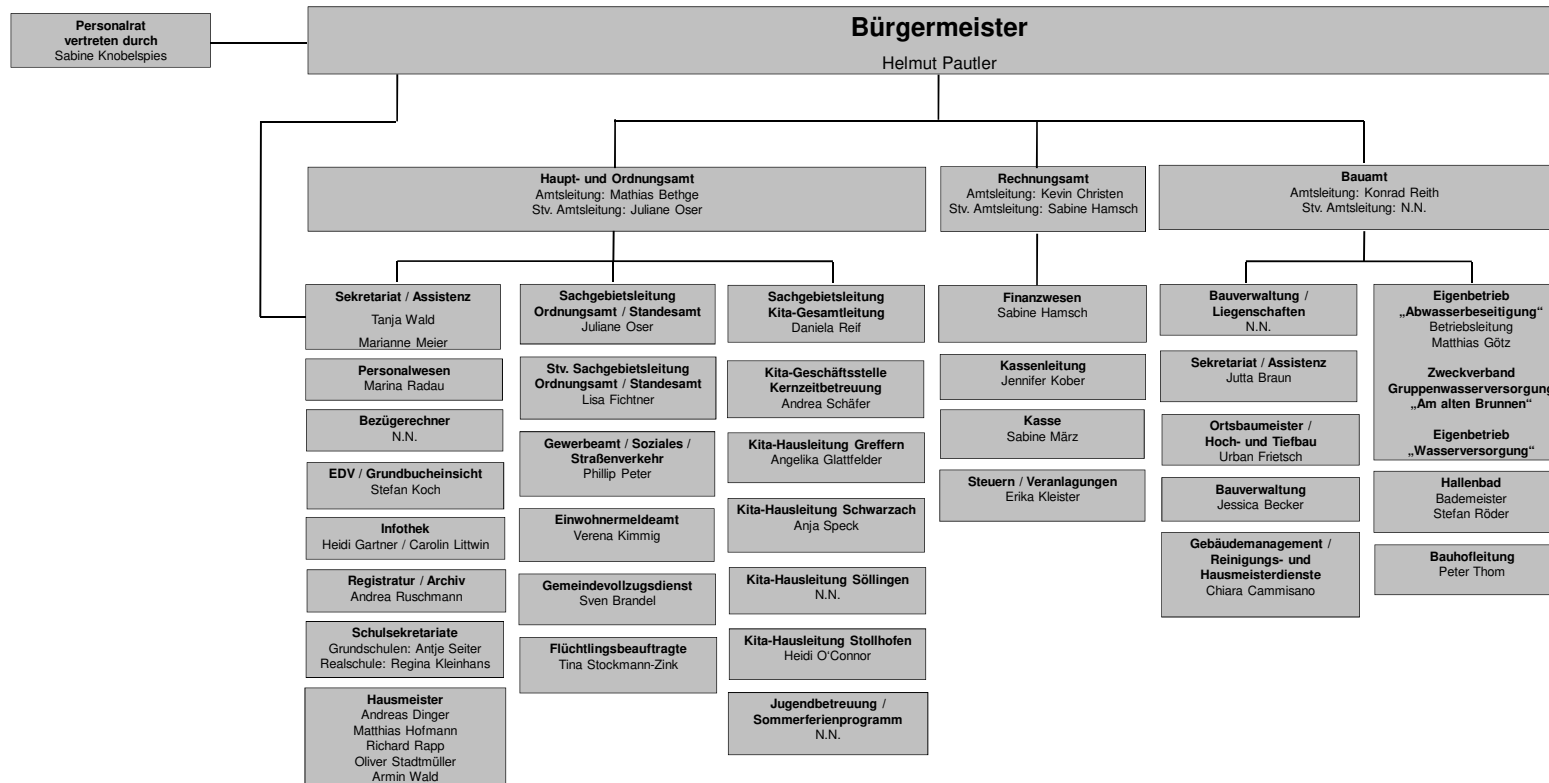 Personalrat
vertreten durch
Sabine Knobelspies
Bürgermeister
Helmut Pautler
Haupt- und Ordnungsamt
Amtsleitung: Mathias Bethge
Stv. Amtsleitung: Juliane Oser
Rechnungsamt
Amtsleitung: Kevin Christen
Stv. Amtsleitung: Sabine Hamsch
Bauamt
Amtsleitung: Konrad Reith
Stv. Amtsleitung: N.N.
Sekretariat / Assistenz
Tanja Wald
Marianne Meier
Personalwesen
Marina Radau
Bezügerechner
N.N.
EDV / Grundbucheinsicht
Stefan Koch
Infothek
Heidi Gartner / Carolin Littwin
Registratur / Archiv
Andrea Ruschmann
Schulsekretariate
Grundschulen: Antje Seiter
Realschule: Regina Kleinhans
Hausmeister
Andreas Dinger
Matthias Hofmann
Richard Rapp
Oliver Stadtmüller
Armin Wald
Sachgebietsleitung
Ordnungsamt / Standesamt
Juliane Oser
Stv. Sachgebietsleitung
Ordnungsamt / Standesamt
Lisa Fichtner
Gewerbeamt / Soziales /
Straßenverkehr
Phillip Peter
Einwohnermeldeamt
Verena Kimmig
Gemeindevollzugsdienst
Sven Brandel
Flüchtlingsbeauftragte
Tina Stockmann-Zink
Sachgebietsleitung
Kita-Gesamtleitung
Daniela Reif
Kita-Geschäftsstelle
Kernzeitbetreuung
Andrea Schäfer
Kita-Hausleitung Greffern
Angelika Glattfelder
Kita-Hausleitung Schwarzach
Anja Speck
Kita-Hausleitung Söllingen
N.N.
Kita-Hausleitung Stollhofen
Heidi O‘Connor
Jugendbetreuung /
Sommerferienprogramm
N.N.
Finanzwesen
Sabine Hamsch
Kassenleitung
Jennifer Kober
Kasse
Sabine März
Steuern / Veranlagungen
Erika Kleister
Bauverwaltung /
Liegenschaften
N.N.
Sekretariat / Assistenz
Jutta Braun
Ortsbaumeister /
Hoch- und Tiefbau
Urban Frietsch
Bauverwaltung
Jessica Becker
Gebäudemanagement /
Reinigungs- und
Hausmeisterdienste
Chiara Cammisano
Eigenbetrieb
„Abwasserbeseitigung“
Betriebsleitung
Matthias Götz
Zweckverband
Gruppenwasserversorgung
„Am alten Brunnen“
Eigenbetrieb
„Wasserversorgung“
Hallenbad
Bademeister
Stefan Röder
Bauhofleitung
Peter Thom